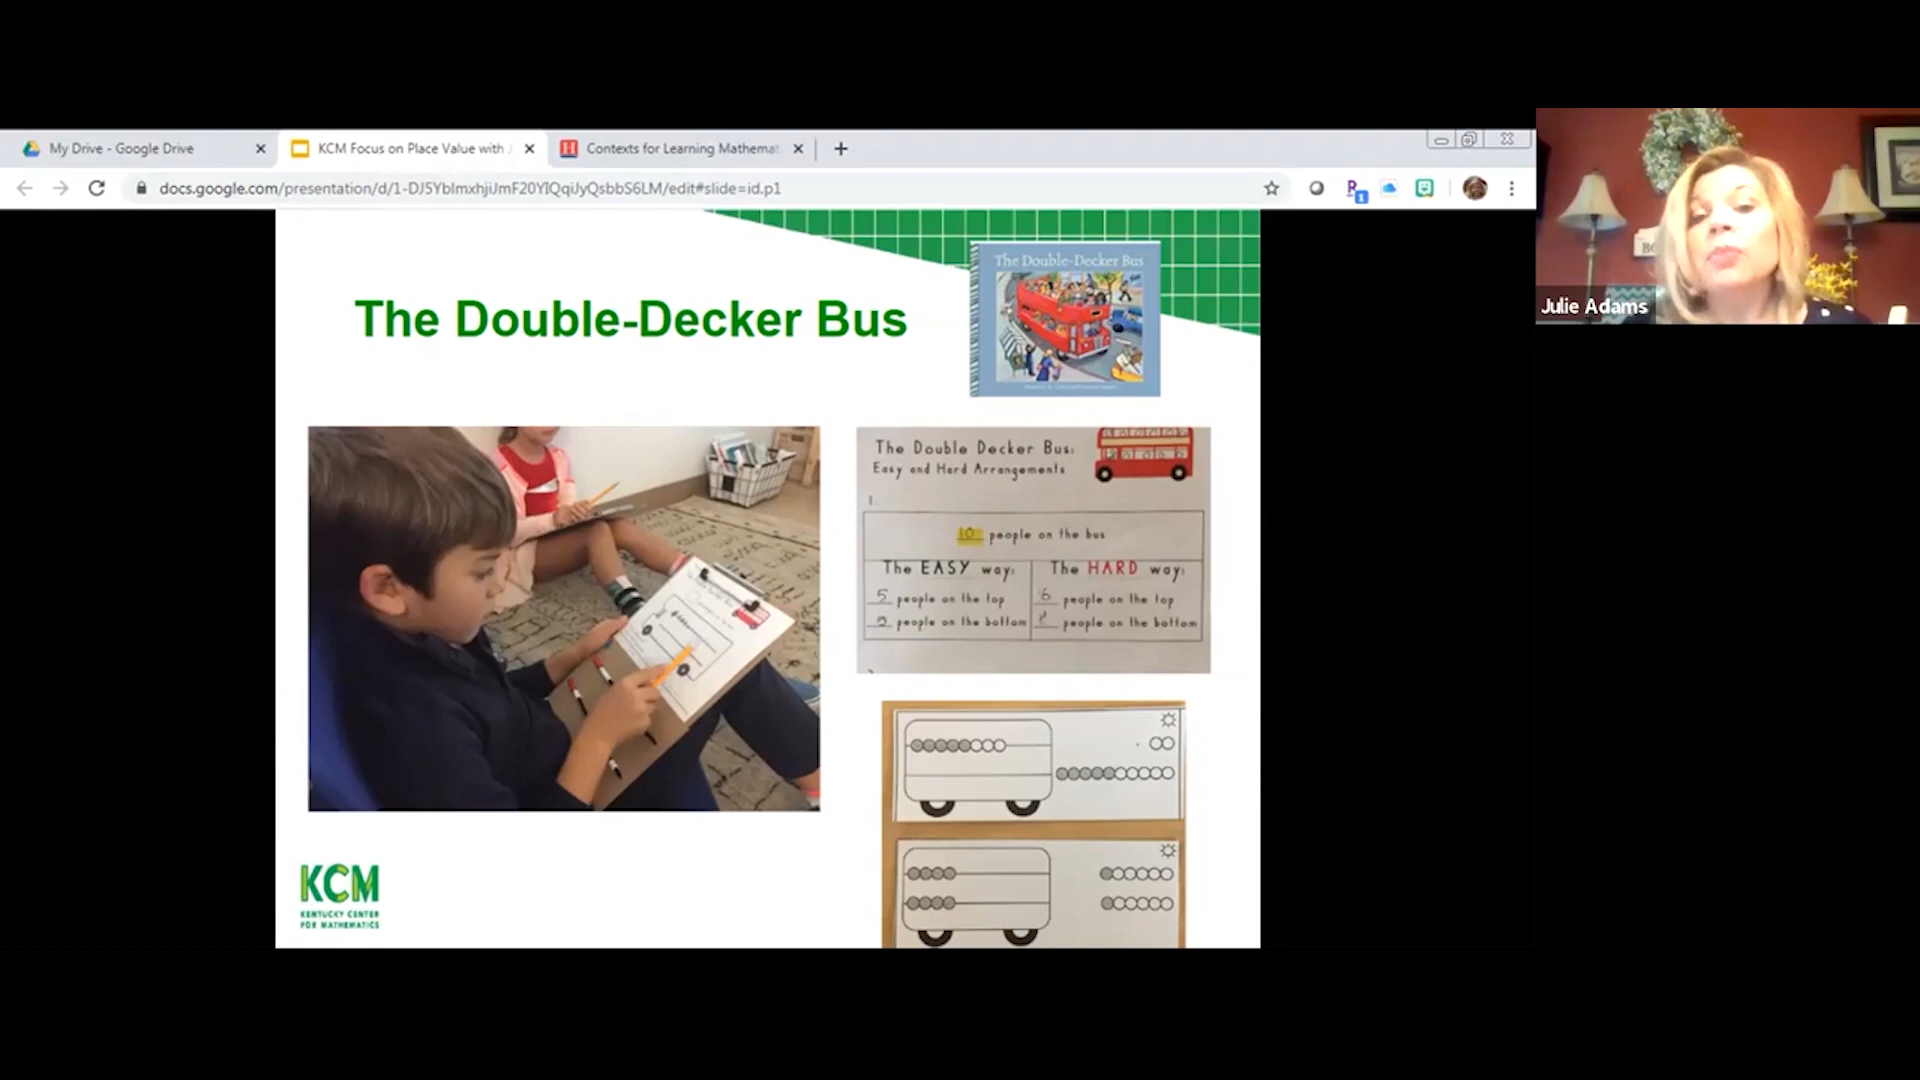 My Drive - Google Drive
KCM Focus on Place Value with
Contexts for Learning Mathemat
docs.google.com/presentation/d/1-DJ5YblmxhjiJmF20YIQqiJyQsbbS6LM/edit#slide=id.p1
The Double-Decker Bus
The Double-Decker Bus
Julie Adams
The Double Decker Bus:
Easy and Hard Arrangements
1.
10 people on the bus
The EASY way:
5 people on the top
people on the bottom
The HARD way:
6 people on the top
people on the bottom
KCM
KENTUCKY CENTER
FOR MATHEMATICS